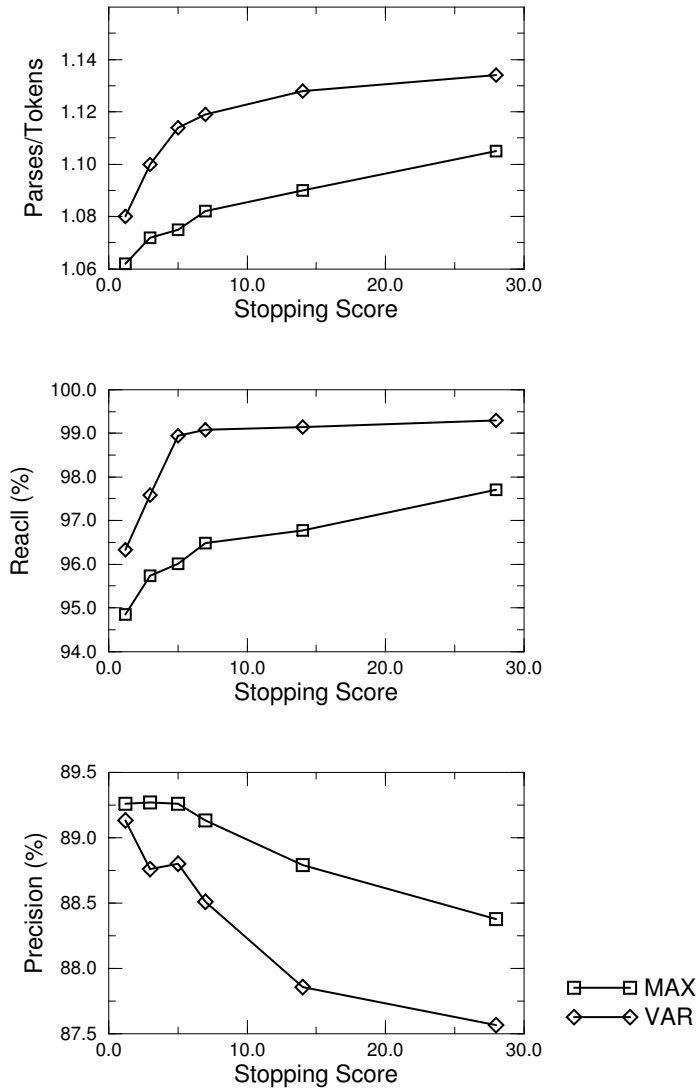 1.14
1.12
1.10
1.08
1.06
Parses/Tokens
0.0 10.0 20.0 30.0
Stopping Score
100.0
99.0
98.0
97.0
96.0
95.0
94.0
Reacll (%)
0.0 10.0 20.0 30.0
Stopping Score
89.5
89.0
88.5
88.0
87.5
Precision (%)
0.0 10.0 20.0 30.0
Stopping Score
MAX
VAR